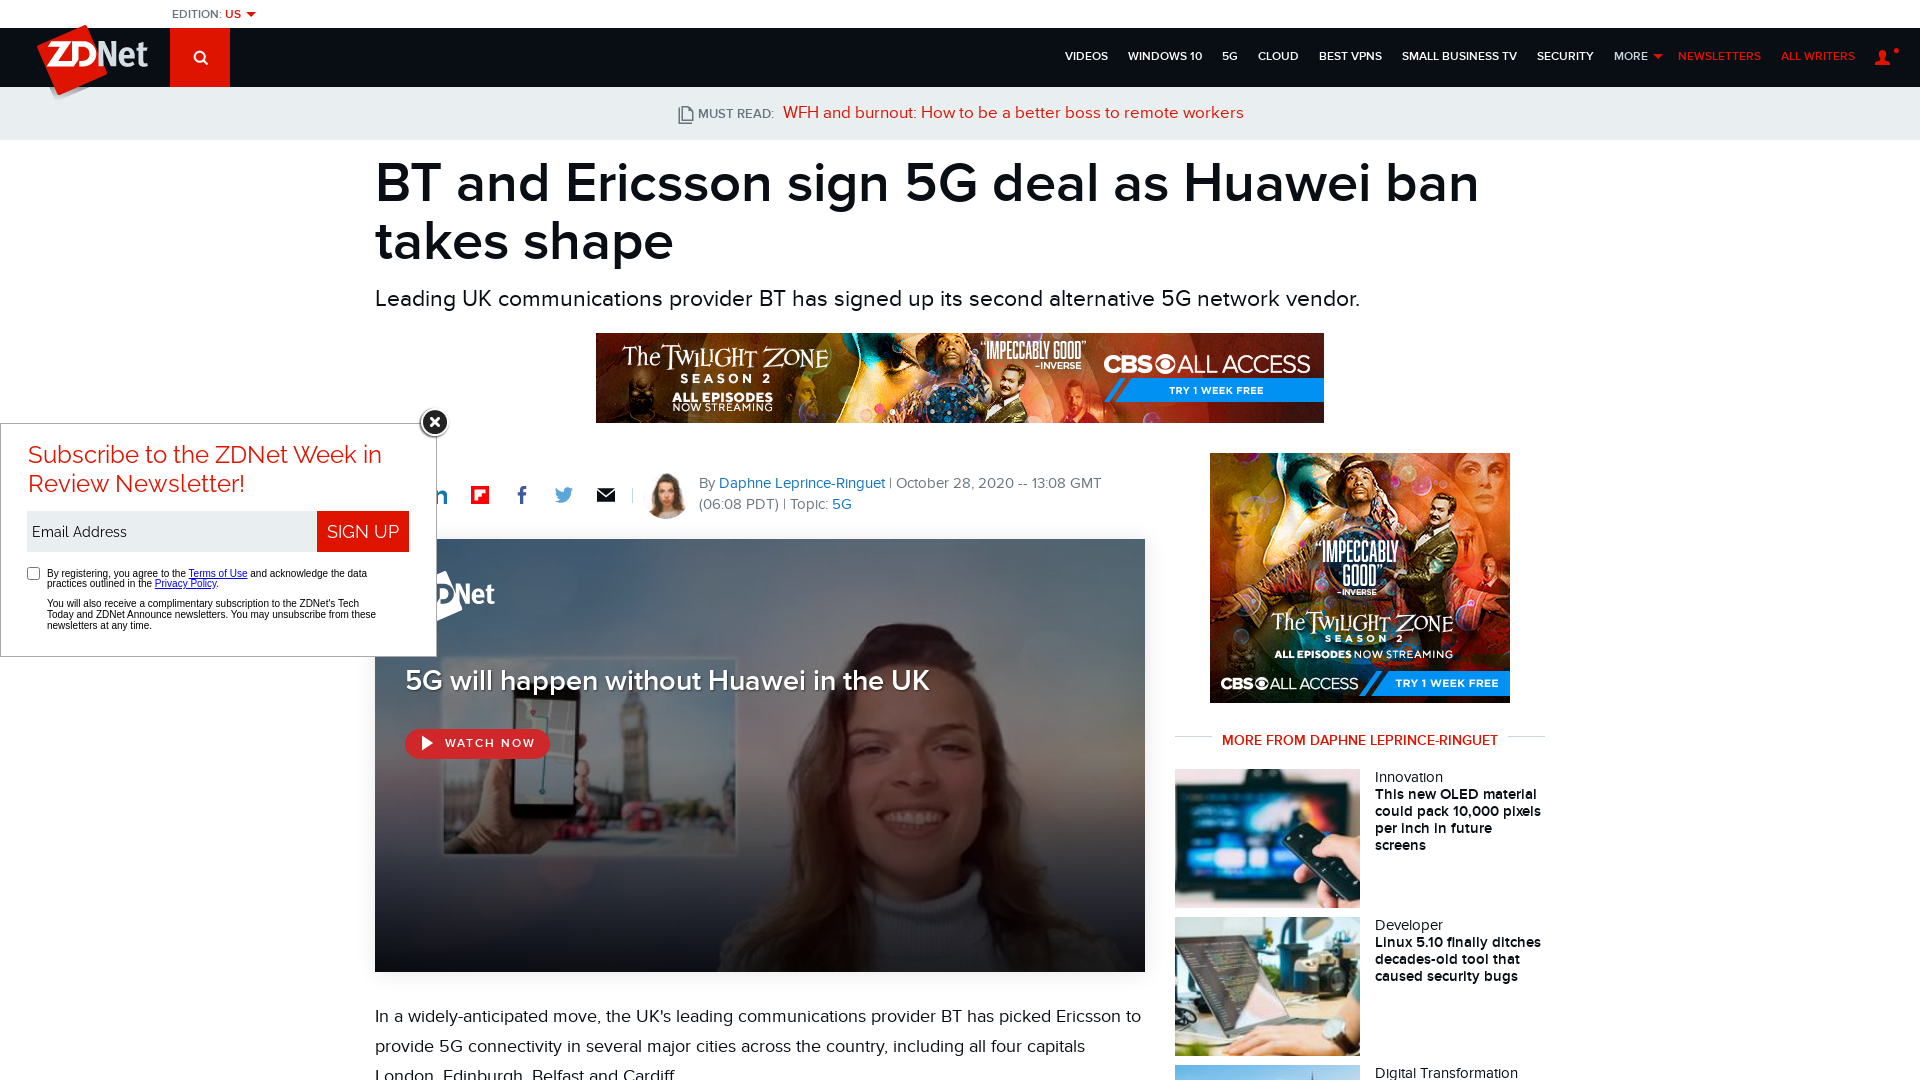 EDITION: US
ZDNet
VIDEOS WINDOWS 10 5G CLOUD BEST VPNS SMALL BUSINESS TV SECURITY MORE NEWSLETTERS ALL WRITERS
MUST READ: WFH and burnout: How to be a better boss to remote workers
BT and Ericsson sign 5G deal as Huawei ban
takes shape
Leading UK communications provider BT has signed up its second alternative 5G network vendor.
The TWILIGHT ZONE
SEASON 2
ALL EPISODES
NOW STREAMING
"IMPECCABLY GOOD"
-INVERSE
CBS ALL ACCESS
TRY 1 WEEK FREE
Subscribe to the ZDNet Week in
Review Newsletter!
Email Address
SIGN UP
By registering, you agree to the Terms of Use and acknowledge the data
practices outlined in the Privacy Policy.
You will also receive a complimentary subscription to the ZDNet's Tech
Today and ZDNet Announce newsletters. You may unsubscribe from these
newsletters at any time.
By Daphne Leprince-Ringuet | October 28, 2020 -- 13:08 GMT
(06:08 PDT) | Topic: 5G
DNet
5G will happen without Huawei in the UK
WATCH NOW
In a widely-anticipated move, the UK's leading communications provider BT has picked Ericsson to
provide 5G connectivity in several major cities across the country, including all four capitals
London, Edinburgh, Belfast and Cardiff.
"IMPECCABLY
GOOD"
-INVERSE
The TWILIGHT ZONE
SEASON 2
ALL EPISODES NOW STREAMING
CBS ALL ACCESS
TRY 1 WEEK FREE
MORE FROM DAPHNE LEPRINCE-RINGUET
Innovation
This new OLED material
could pack 10,000 pixels
per inch in future
screens
Developer
Linux 5.10 finally ditches
decades-old tool that
caused security bugs
Digital Transformation